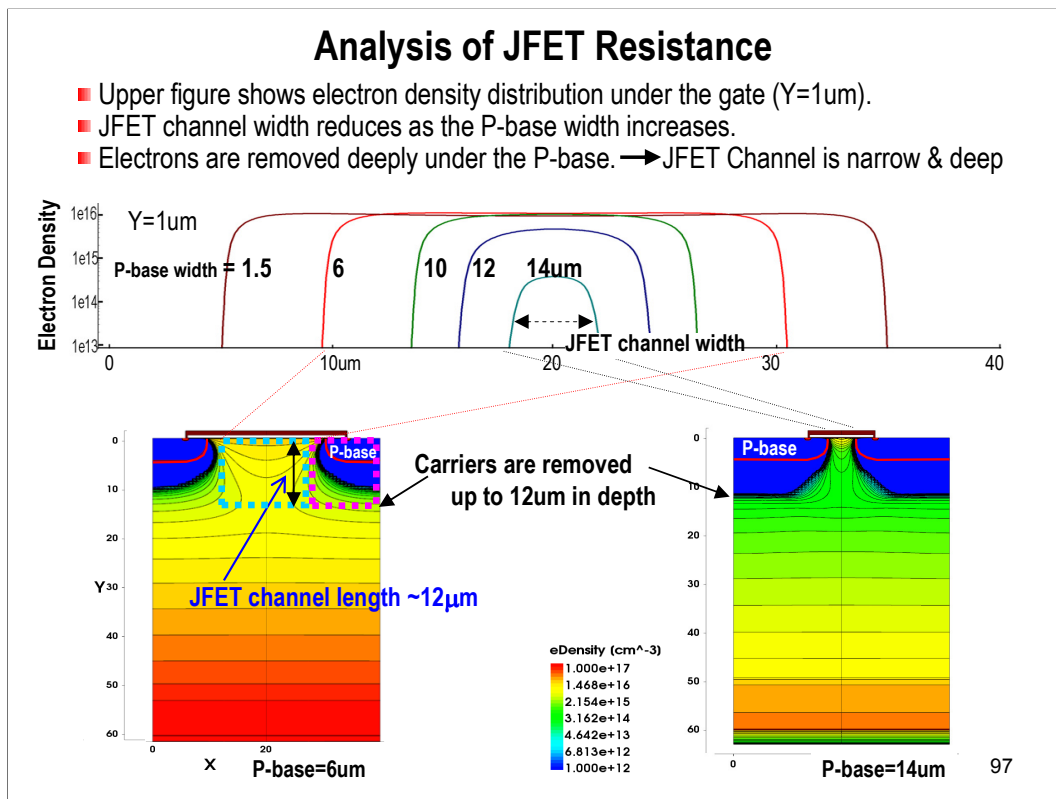 Analysis of JFET Resistance
Upper figure shows electron density distribution under the gate (Y=1um).
JFET channel width reduces as the P-base width increases.
Electrons are removed deeply under the P-base. → JFET Channel is narrow & deep
Electron Density
1e16
1e15
1e14
1e13
Y=1um
P-base width = 1.5 6 10 12 14um
JFET channel width
0 10um 20 30 40
0
10
20
Y30
40
50
60
0 20
X
P-base
P-base=6um
JFET channel length ~12μm
Carriers are removed
up to 12um in depth
eDensity [cm^-3]
1.000e+17
1.468e+16
2.154e+15
3.162e+14
4.642e+13
6.813e+12
1.000e+12
0
10
20
30
40
50
60
0
P-base
P-base=14um
97